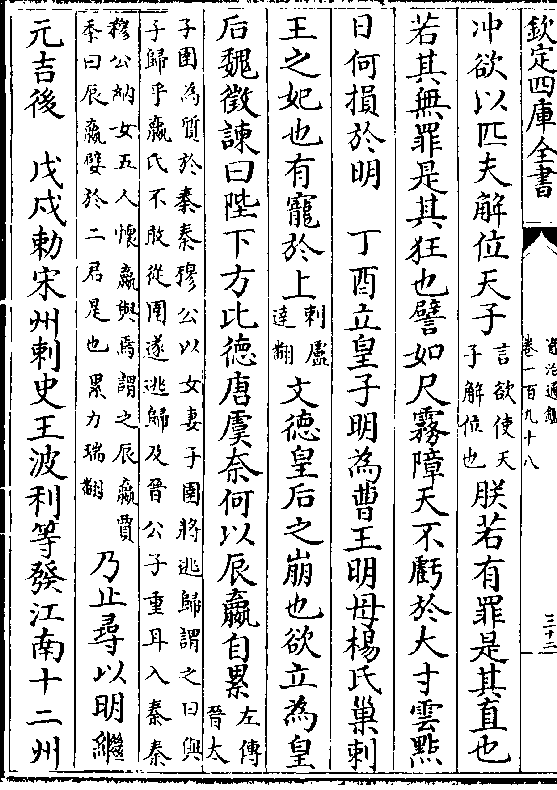 欽定四庫全書
資治通鑑
卷一百九十八
三十三
冲欲以匹夫解位天子言欲使天子解位也朕若有罪是其直也
若其無罪是其狂也譬如尺霧障天不虧於大寸雲點
日何損於明　丁酉立皇子明為曹王明母楊氏巢刺
王之妃也有寵於上刺盧達翻文德皇后之崩也欲立為皇
后魏徵諫曰陛下方比德唐虞奈何以辰嬴自累左傳晉大
子圉為質於秦秦穆公以女妻子圉將逃歸謂之曰與
子歸乎嬴氏不敢從圉遂逃歸及晉公子重耳入秦秦
穆公納女五人懷嬴與焉謂之辰嬴賈
季曰辰嬴嬖於二君是也累力瑞翻乃止尋以明繼
元吉後　戊戌勅宋州刺史王波利等發江南十二州